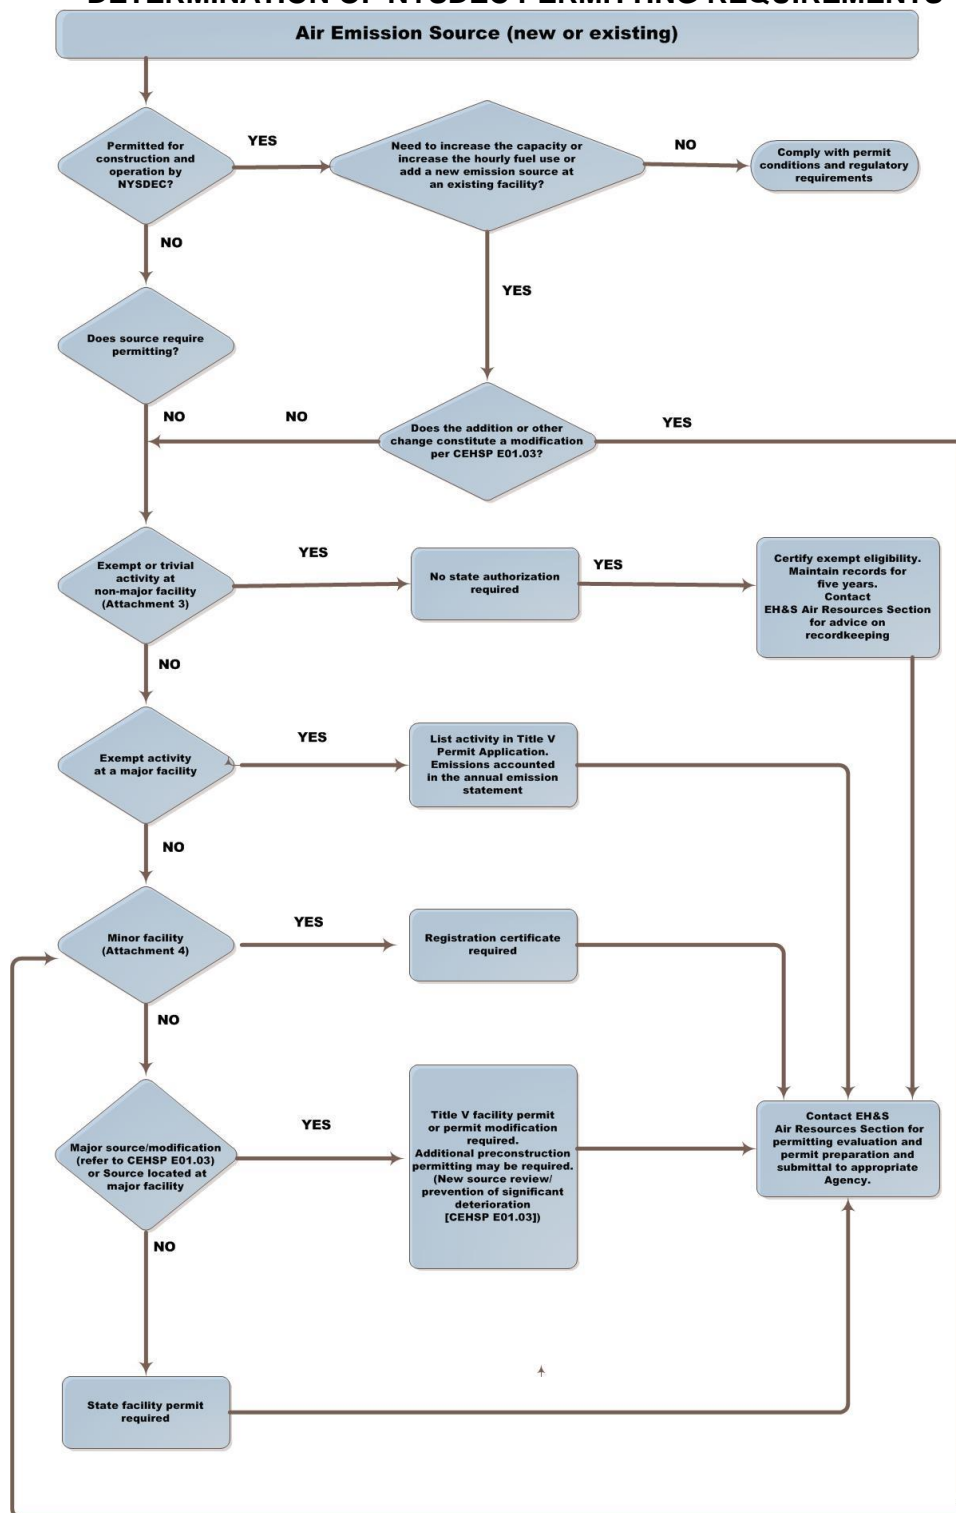 DETERMINATION OF NYSDEC PERMITTING REQUIREMENTS
Air Emission Source (new or existing)
Permitted for
construction and
operation by
NYSDEC?
YES
Need to increase the capacity or
increase the hourly fuel use or
add a new emission source at
an existing facility?
NO
Comply with permit
conditions and regulatory
requirements
NO
YES
Does source require
permitting?
NO
NO
Does the addition or other
change constitute a modification
per CEHSP E01.03?
YES
Exempt or trivial
activity at
non-major facility
(Attachment 3)
YES
No state authorization
required
YES
Certify exempt eligibility.
Maintain records for
five years.
Contact
EH&S Air Resources Section
for advice on
recordkeeping
NO
Exempt activity
at a major facility
YES
List activity in Title V
Permit Application.
Emissions accounted
in the annual emission
statement
NO
Minor facility
(Attachment 4)
YES
Registration certificate
required
NO
Major source/modification
(refer to CEHSP E01.03)
or Source located at
major facility
YES
Title V facility permit
or permit modification
required.
Additional preconstruction
permitting may be required.
(New source review/
prevention of significant
deterioration
[CEHSP E01.03])
Contact EH&S
Air Resources Section for
permitting evaluation and
permit preparation and
submittal to appropriate
Agency.
NO
State facility permit
required